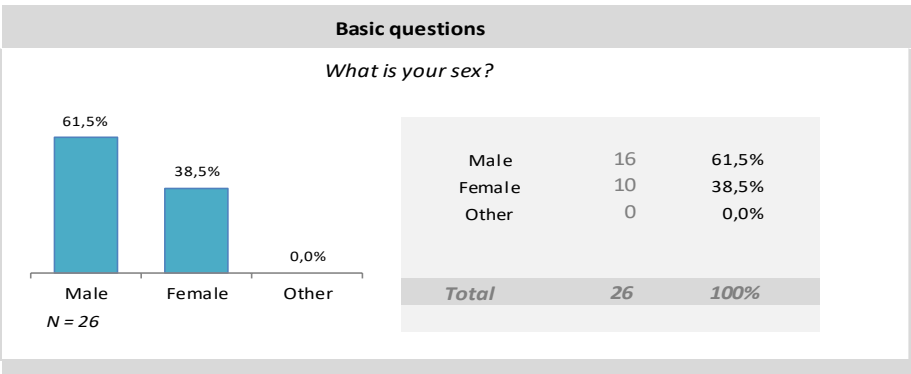 Basic questions
What is your sex?
61,5%
38,5%
0,0%
Male Female Other
N = 26
Male 16 61,5%
Female 10 38,5%
Other 0 0,0%
Total 26 100%